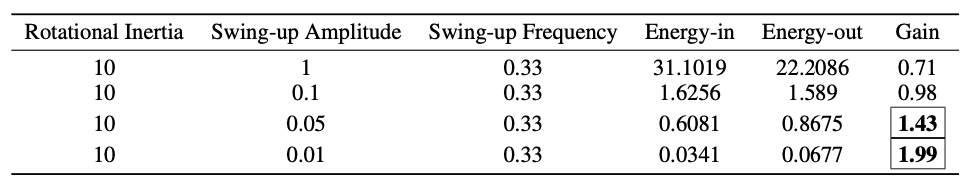 Rotational Inertia Swing-up Amplitude Swing-up Frequency Energy-in Energy-out Gain
10 1 0.33 31.1019 22.2086 0.71
10 0.1 0.33 1.6256 1.589 0.98
10 0.05 0.33 0.6081 0.8675 1.43
10 0.01 0.33 0.0341 0.0677 1.99